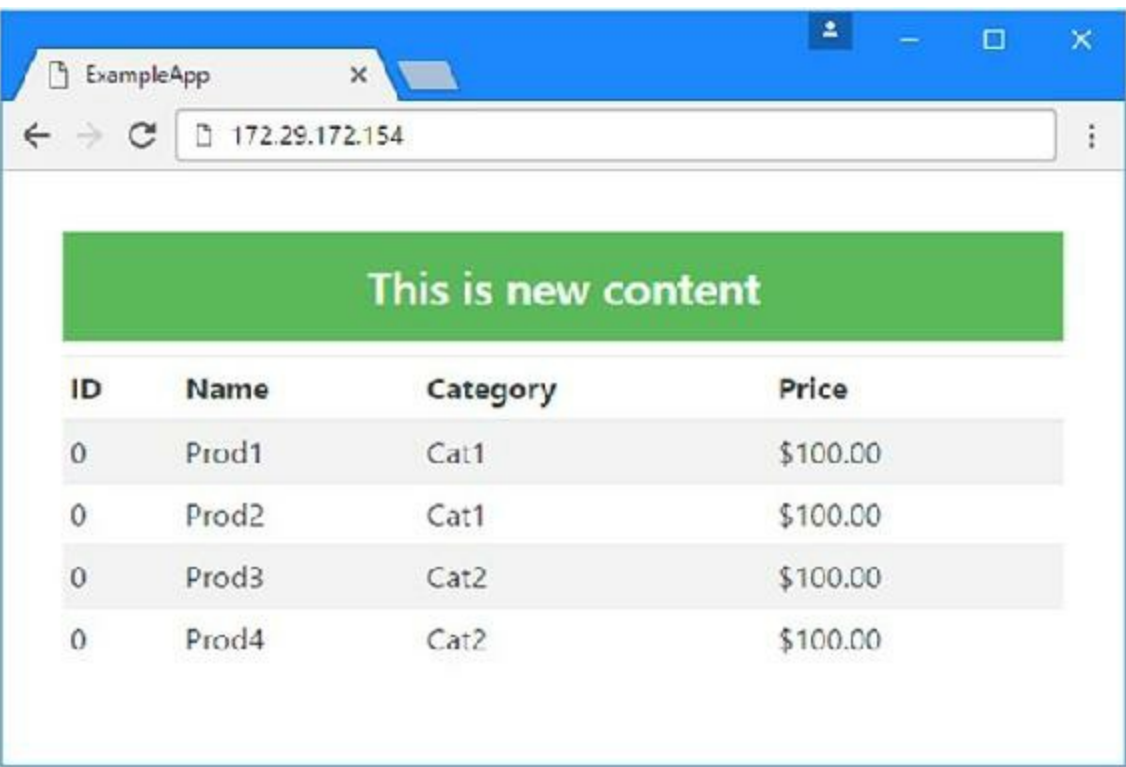 ExampleApp
172.29.172.154
This is new content
ID Name Category Price
0 Prod1 Cat1 $100.00
0 Prod2 Cat1 $100.00
0 Prod3 Cat2 $100.00
0 Prod4 Cat2 $100.00